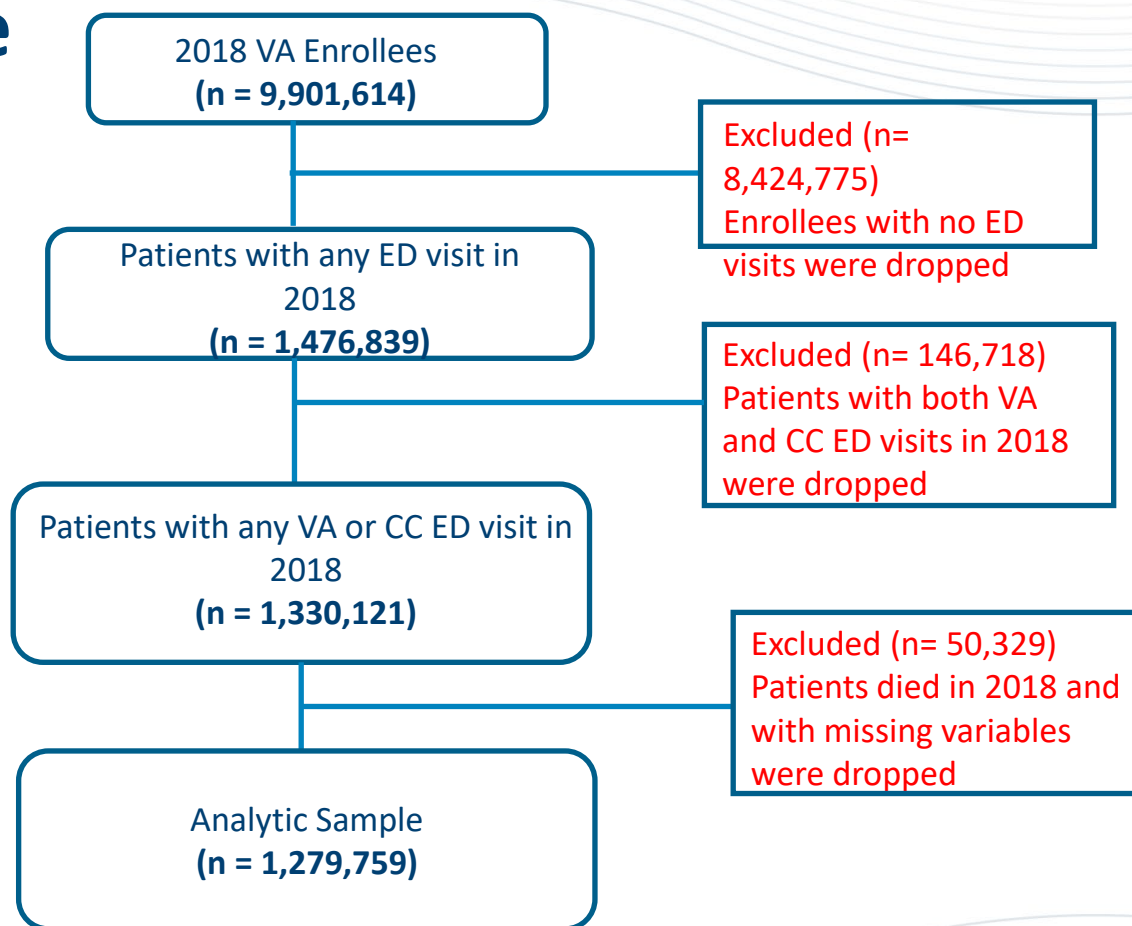 e
2018 VA Enrollees
(n = 9,901,614)
Excluded (n=
8,424,775)
Enrollees with no ED
visits were dropped
Patients with any ED visit in
2018
(n = 1,476,839)
Excluded (n= 146,718)
Patients with both VA
and CC ED visits in 2018
were dropped
Patients with any VA or CC ED visit in
2018
(n = 1,330,121)
Excluded (n= 50,329)
Patients died in 2018 and
with missing variables
were dropped
Analytic Sample
(n = 1,279,759)